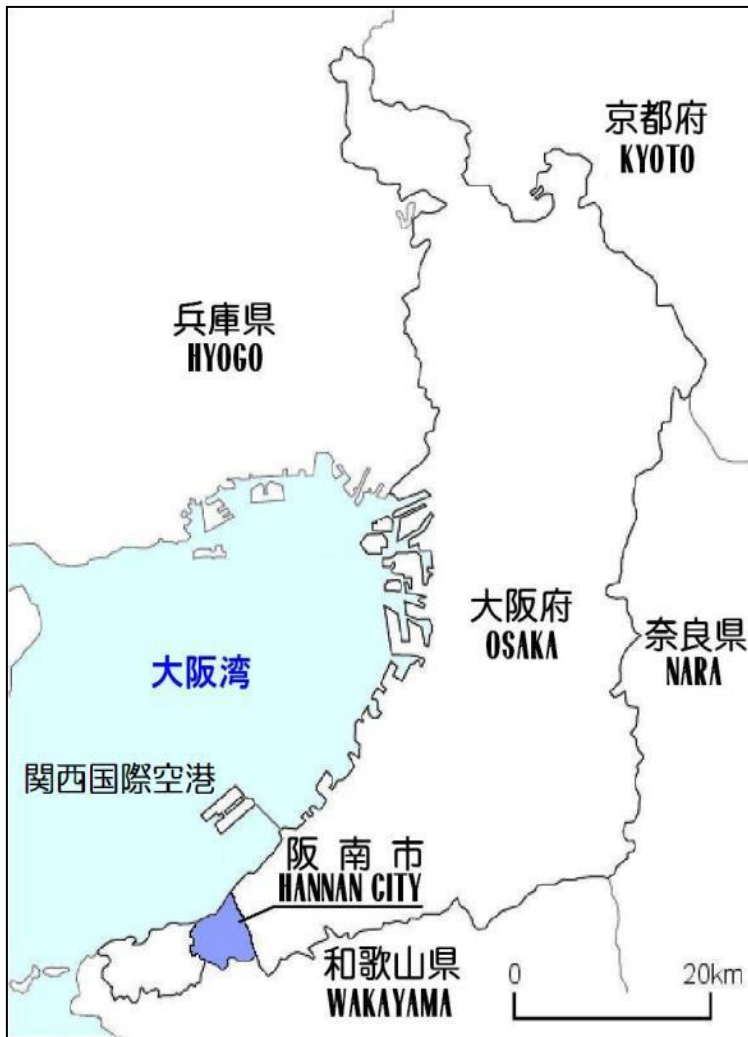 京都府
KYOTO
兵庫県
HYOGO
大阪府
OSAKA
奈良県
NARA
大阪湾
関西国際空港
阪南市
HANNAN CITY
和歌山県
WAKAYAMA
0 20km